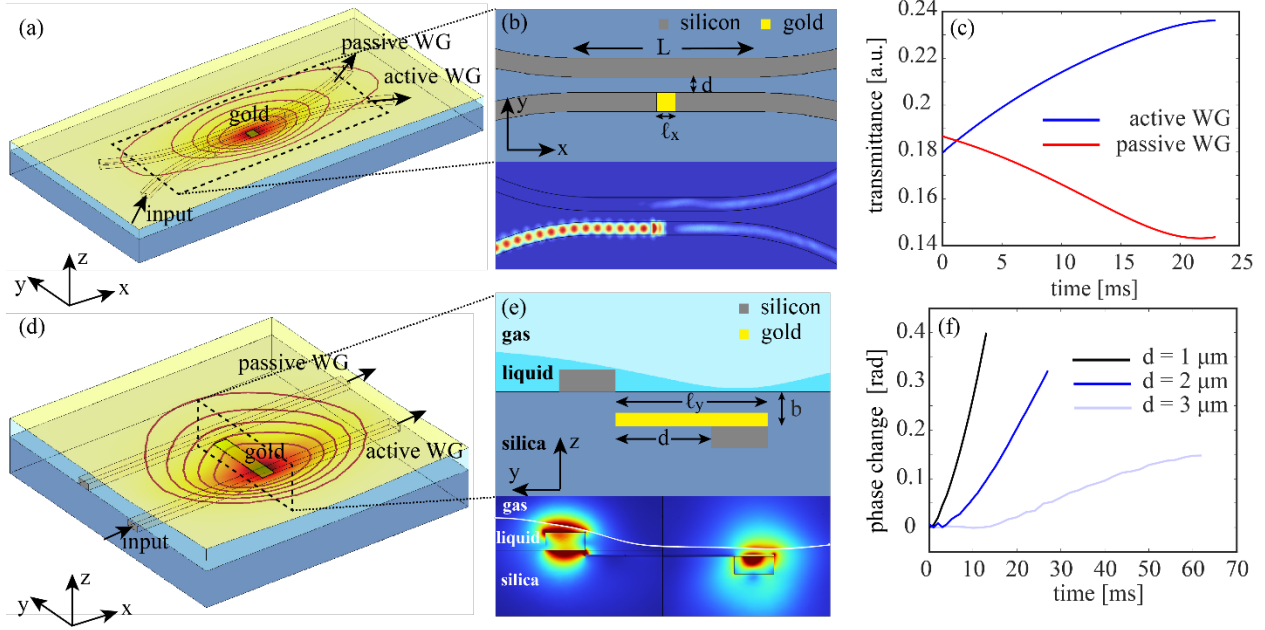 (a)
passive WG
active WG
gold
input
z
y
x
(b)
silicon
gold
L
d
y
ℓx
x
(c)
transmittance [a.u.]
0.24
0.22
0.20
0.18
0.16
0.14
active WG
passive WG
0 5 10 15 20 25
time [ms]
(d)
passive WG
gold
active WG
input
z
y
x
(e)
silicon
gold
gas
liquid
ℓy
b
d
silica
z
y
gas
liquid
silica
(f)
phase change [rad]
0.4
0.3
0.2
0.1
0
d = 1 μm
d = 2 μm
d = 3 μm
0 10 20 30 40 50 60 70
time [ms]